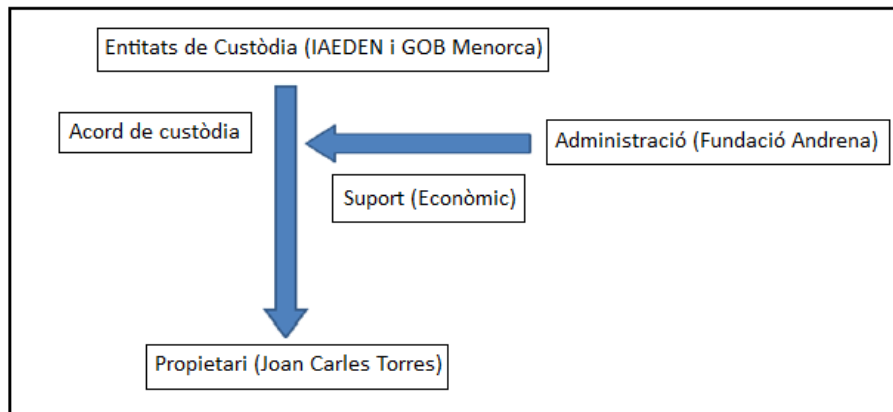 Entitats de Custòdia (IAEDEN i GOB Menorca)
Acord de custòdia
Administració (Fundació Andrena)
Suport (Econòmic)
Propietari (Joan Carles Torres)